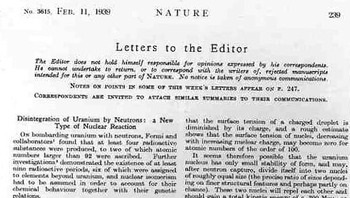 No. 3615, FEB. 11, 1939
NATURE
239
Letters to the Editor
The Editor does not hold himself responsible for opinions expressed by his correspondents.
He cannot undertake to return, or to correspond with the writers of, rejected manuscripts
intended for this or any other part of NATURE. No notice is taken of anonymous communications.
NOTES ON POINTS IN SOME OF THIS WEEK'S LETTERS APPEAR ON P. 247.
CORRESPONDENTS ARE INVITED TO ATTACH SIMILAR SUMMARIES TO THEIR COMMUNICATIONS.
Disintegration of Uranium by Neutrons: a New
Type of Nuclear Reaction
On bombarding uranium with neutrons, Fermi and
collaborators¹ found that at least four radioactive
substances were produced, to two of which atomic
numbers larger than 92 were ascribed. Further
investigations² demonstrated the existence of at least
nine radioactive periods, six of which were assigned
to elements beyond uranium, and nuclear isomerism
had to be assumed in order to account for their
chemical behaviour together with their genetic
relations.
that the surface tension of a charged droplet is
diminished by its charge, and a rough estimate
shows that the surface tension of nuclei, decreasing
with increasing nuclear charge, may become zero for
atomic numbers of the order of 100.
It seems therefore possible that the uranium
nucleus has only small stability of form, and may,
after neutron capture, divide itself into two nuclei
of roughly equal size (the precise ratio of sizes depend-
ing on finer structural features and perhaps partly on
chance). These two nuclei will repel each other and
should gain a total kinetic energy of